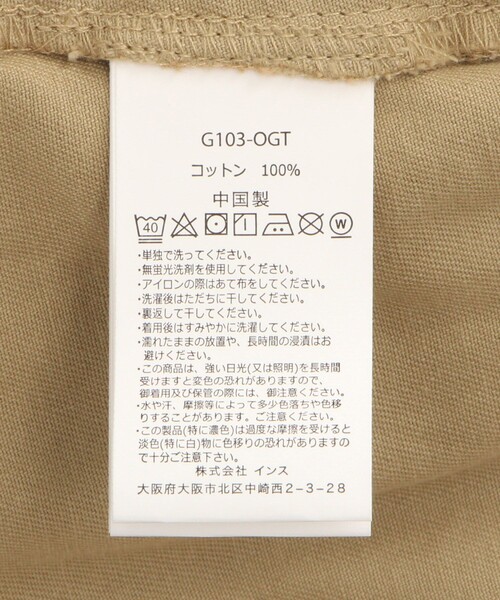 G103-OGT
コットン 100%
中国製
40 W
・単独で洗ってください。
・無蛍光洗剤を使用してください。
・アイロンの際はあて布をしてください。
・洗濯後はただちに干してください。
・裏返して干してください。
・着用後はすみやかに洗濯してください。
・濡れたままの放置や、長時間の浸漬はお
避けください。
・この商品は、強い日光(又は照明)を長時間
受けますと変色の恐れがありますので、
御着用及び保管の際には、御注意ください。
・水や汗、摩擦等によって多少色落ちや色移
りすることがります。ご注意ください。
・この製品(特に濃色)は過度な摩擦を受けると
淡色(特に白)物に色移りの恐れがありますの
で十分ご注意下さい。
株式会社 インス
大阪府大阪市北区中崎西2-3-28